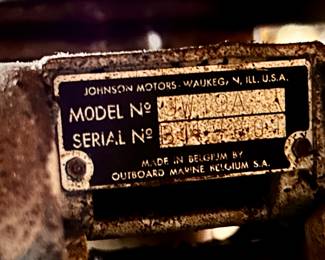 JOHNSON MOTORS - WAUKEGAN, ILL. U.S.A.
MODEL Nº
SERIAL Nº
MADE IN BELGIUM BY
OUTBOARD MARINE BELGIUM S.A.